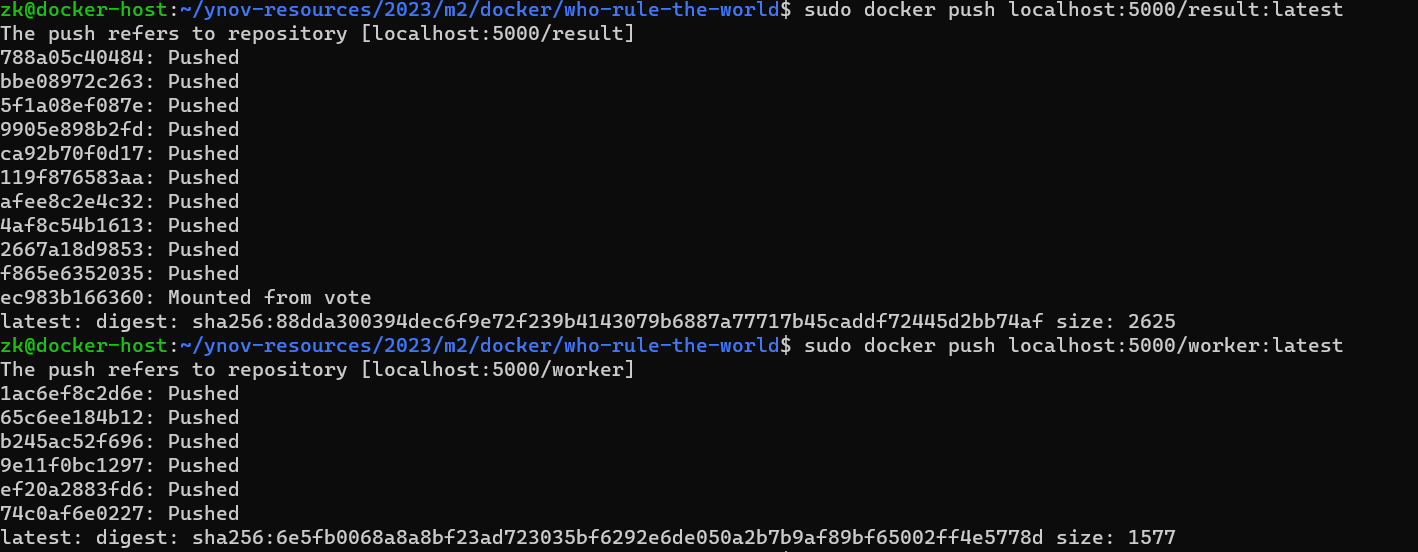 zk@docker-host:~/ynov-resources/2023/m2/docker/who-rule-the-world$ sudo docker push localhost:5000/result:latest
The push refers to repository [localhost:5000/result]
788a05c40484: Pushed
bbe08972c263: Pushed
5f1a08ef087e: Pushed
9905e898b2fd: Pushed
ca92b70f0d17: Pushed
119f876583aa: Pushed
afee8c2e4c32: Pushed
4af8c54b1613: Pushed
2667a18d9853: Pushed
f865e6352035: Pushed
ec983b166360: Mounted from vote
latest: digest: sha256:88dda300394dec6f9e72f239b4143079b6887a77717b45caddf72445d2bb74af size: 2625
zk@docker-host:~/ynov-resources/2023/m2/docker/who-rule-the-world$ sudo docker push localhost:5000/worker:latest
The push refers to repository [localhost:5000/worker]
1ac6ef8c2d6e: Pushed
65c6ee184b12: Pushed
b245ac52f696: Pushed
9e11f0bc1297: Pushed
ef20a2883fd6: Pushed
74c0af6e0227: Pushed
latest: digest: sha256:6e5fb0068a8a8bf23ad723035bf6292e6de050a2b7b9af89bf65002ff4e5778d size: 1577